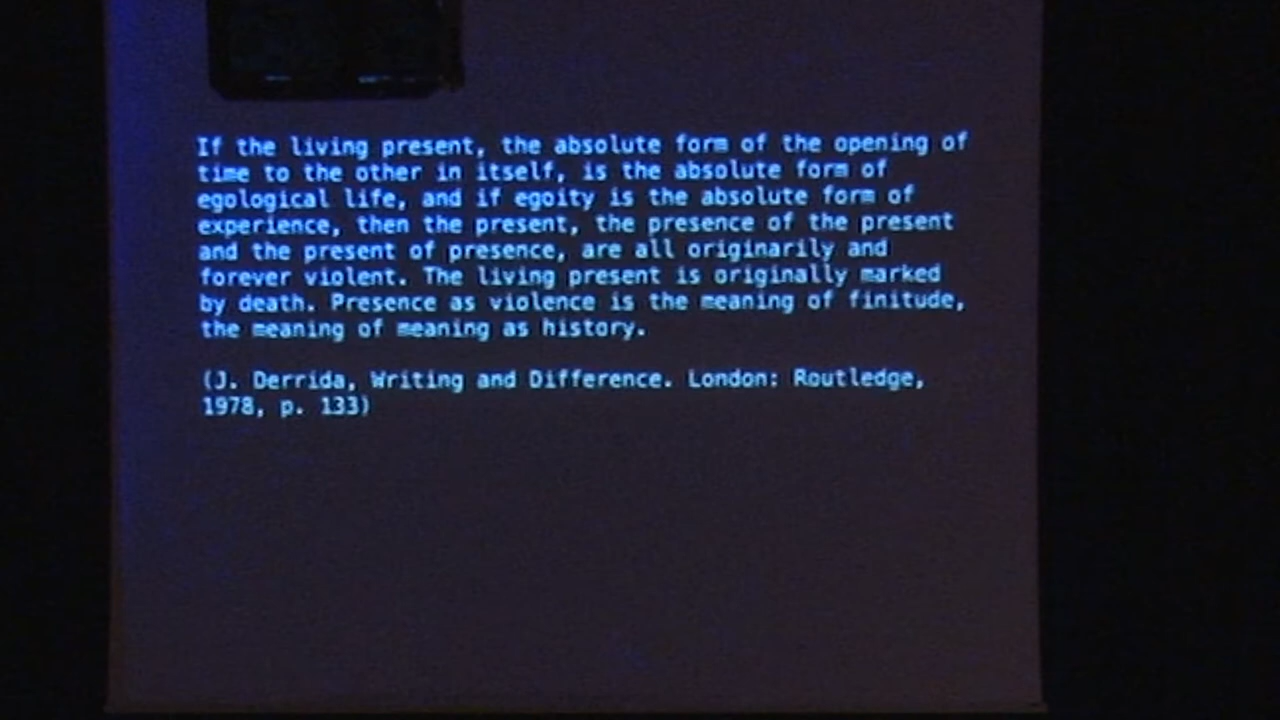 If the living present, the absolute form of the opening of
time to the other in itself, is the absolute form of
egological life, and if egoity is the absolute form of
experience, then the present, the presence of the present
and the present of presence, are all originarily and
forever violent. The living present is originally marked
by death. Presence as violence is the meaning of finitude,
the meaning of meaning as history.
(J. Derrida, Writing and Difference. London: Routledge,
1978, p. 133)